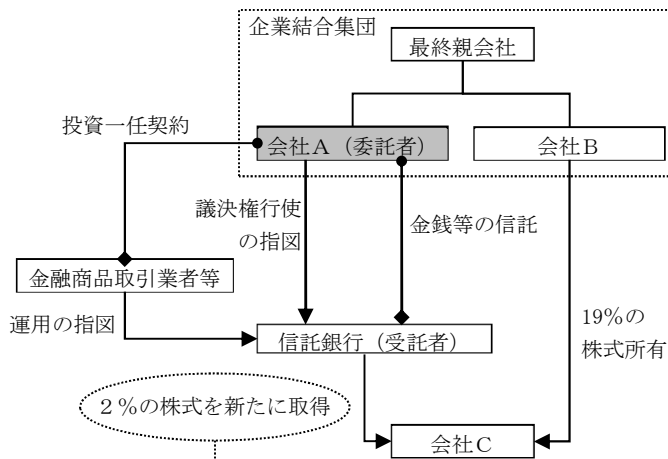 企業結合集団
最終親会社
投資一任契約
会社A（委託者）
会社B
議決権行使
の指図
金銭等の信託
金融商品取引業者等
運用の指図
信託銀行（受託者）
19％の
株式所有
２％の株式を新たに取得
会社C